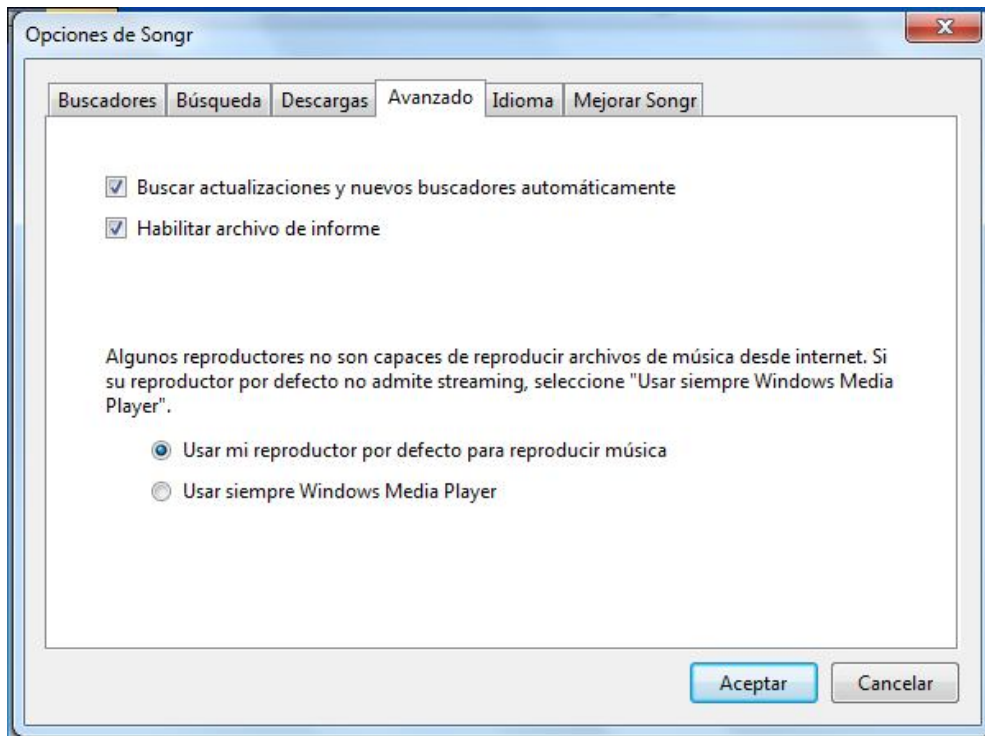 Opciones de Songr
Buscadores Búsqueda Descargas Avanzado Idioma Mejorar Songr
Buscar actualizaciones y nuevos buscadores automáticamente
Habilitar archivo de informe
Algunos reproductores no son capaces de reproducir archivos de música desde internet. Si
su reproductor por defecto no admite streaming, seleccione "Usar siempre Windows Media
Player".
Usar mi reproductor por defecto para reproducir música
Usar siempre Windows Media Player
Aceptar Cancelar